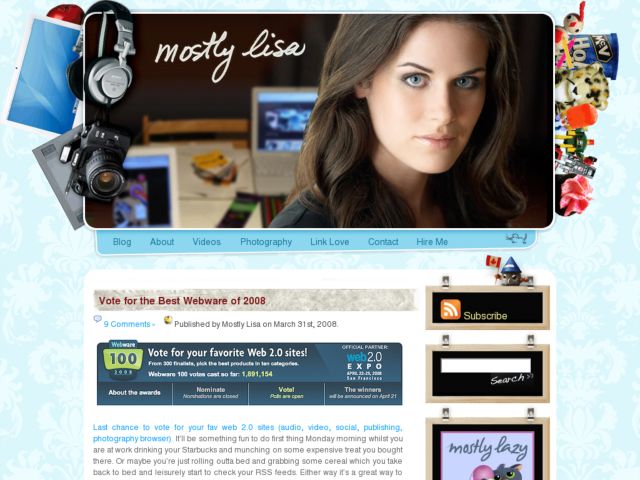 mostly lisa
KEY
Blog About Videos Photography Link Love Contact Hire Me
Vote for the Best Webware of 2008
9 Comments » Published by Mostly Lisa on March 31st, 2008.
Subscribe
Webware
100
2008
Vote for your favorite Web 2.0 sites!
From 300 finalists, pick the best products in ten categories.
Webware 100 votes cast so far: 1,891,154
OFFICIAL PARTNER:
web2.0
EXPO
APRIL 22-25, 2008
San Francisco
About the awards
Nominate
Nominations are closed
Vote!
Polls are open
The winners
will be announced on April 21
Search >>
Last chance to vote for your fav web 2.0 sites (audio, video, social, publishing,
photography browser). It'll be something fun to do first thing Monday morning whilst you
are at work drinking your Starbucks and munching on some expensive treat you bought
there. Or maybe you're just rolling outta bed and grabbing some cereal which you take
back to bed and leisurely start to check your RSS feeds. Either way it's a great way to
mostly lazy